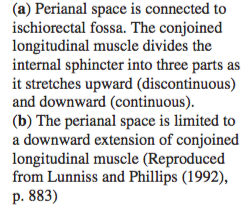 (a) Perianal space is connected to
ischiorectal fossa. The conjoined
longitudinal muscle divides the
internal sphincter into three parts as
it stretches upward (discontinuous)
and downward (continuous).
(b) The perianal space is limited to
a downward extension of conjoined
longitudinal muscle (Reproduced
from Lunniss and Phillips (1992),
p. 883)